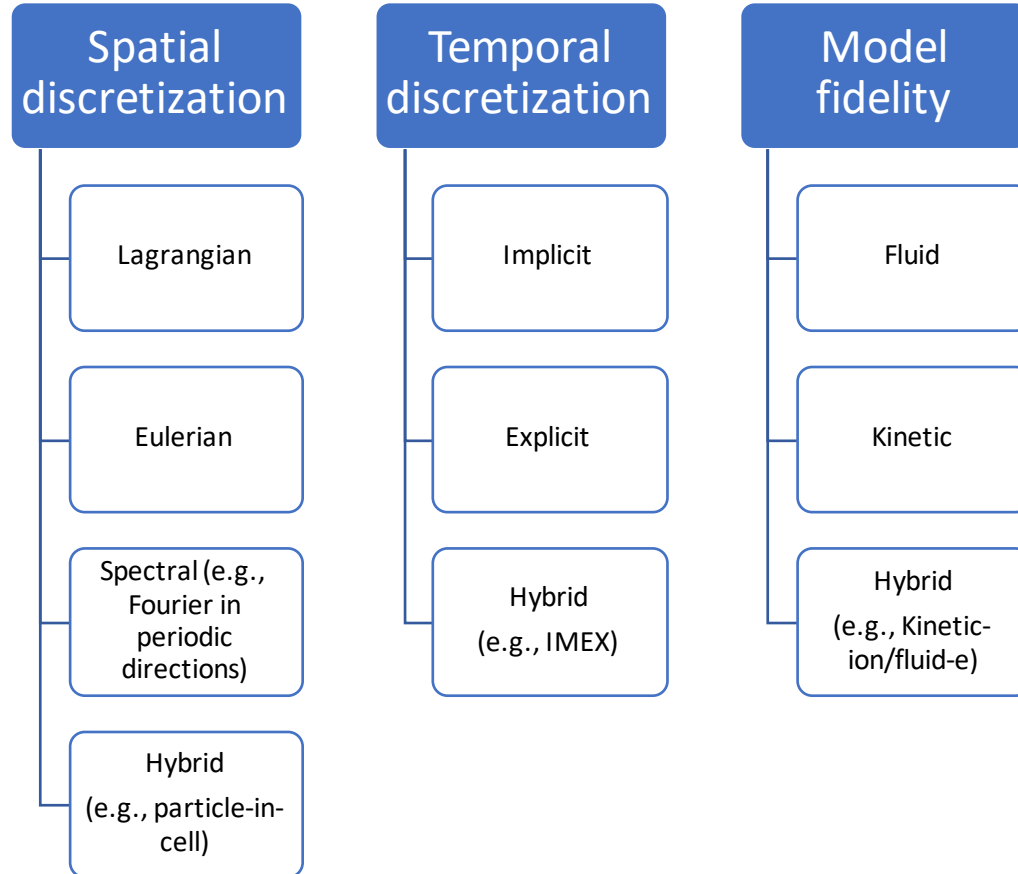 Spatial
discretization
Lagrangian
Eulerian
Spectral (e.g.,
Fourier in
periodic
directions)
Hybrid
(e.g., particle-in-
cell)
Temporal
discretization
Implicit
Explicit
Hybrid
(e.g., IMEX)
Model
fidelity
Fluid
Kinetic
Hybrid
(e.g., Kinetic-
ion/fluid-e)